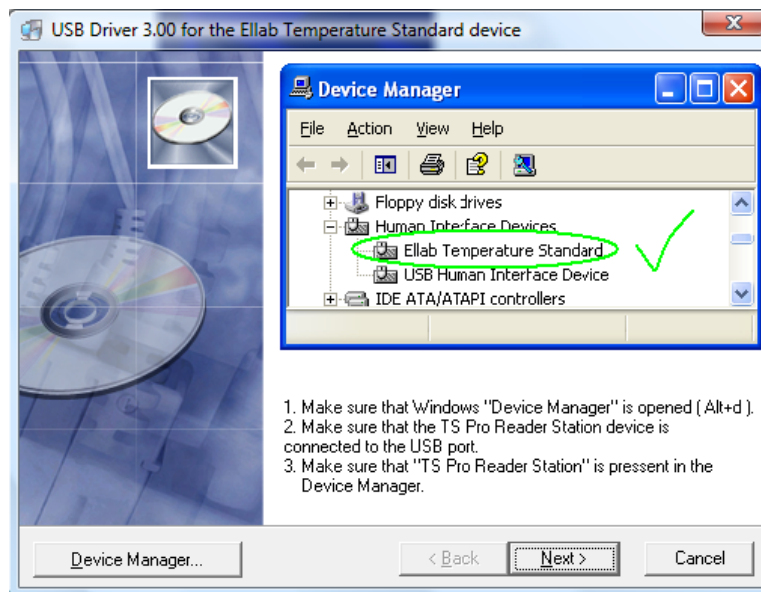 USB Driver 3.00 for the Ellab Temperature Standard device
Device Manager
File Action View Help
Floppy disk drives
Human Interface Devices
Ellab Temperature Standard
USB Human Interface Device
IDE ATA/ATAPI controllers
1. Make sure that Windows "Device Manager" is opened ( Alt+d ).
2. Make sure that the TS Pro Reader Station device is
connected to the USB port.
3. Make sure that "TS Pro Reader Station" is pressent in the
Device Manager.
Device Manager...
< Back
Next >
Cancel